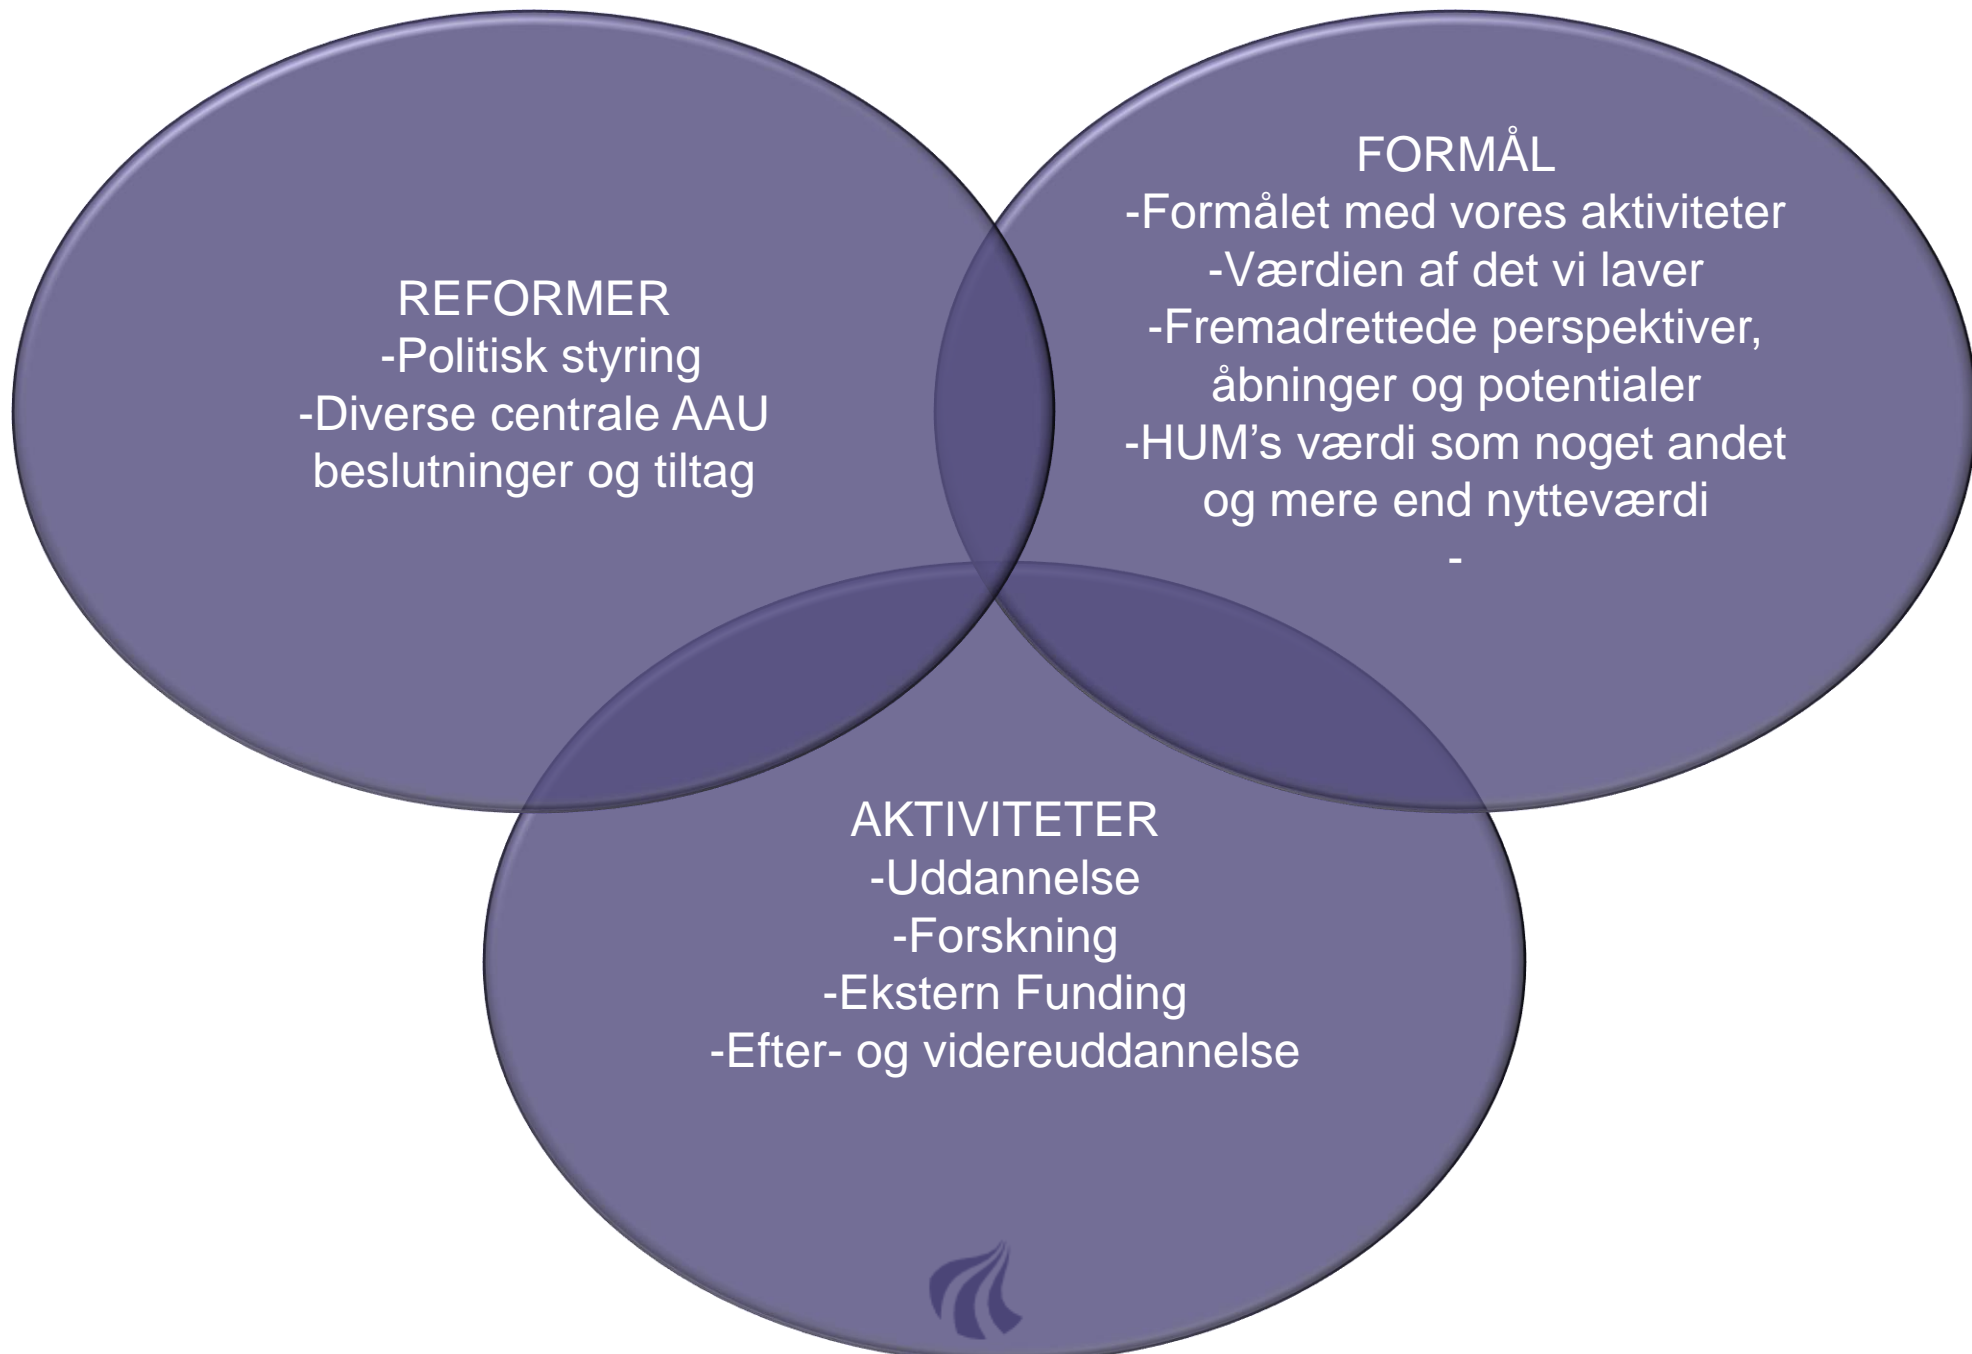 REFORMER
-Politisk styring
-Diverse centrale AAU
beslutninger og tiltag
FORMÅL
-Formålet med vores aktiviteter
-Værdien af det vi laver
-Fremadrettede perspektiver,
åbninger og potentialer
-HUM’s værdi som noget andet
og mere end nytteværdi
-
AKTIVITETER
-Uddannelse
-Forskning
-Ekstern Funding
-Efter- og videreuddannelse